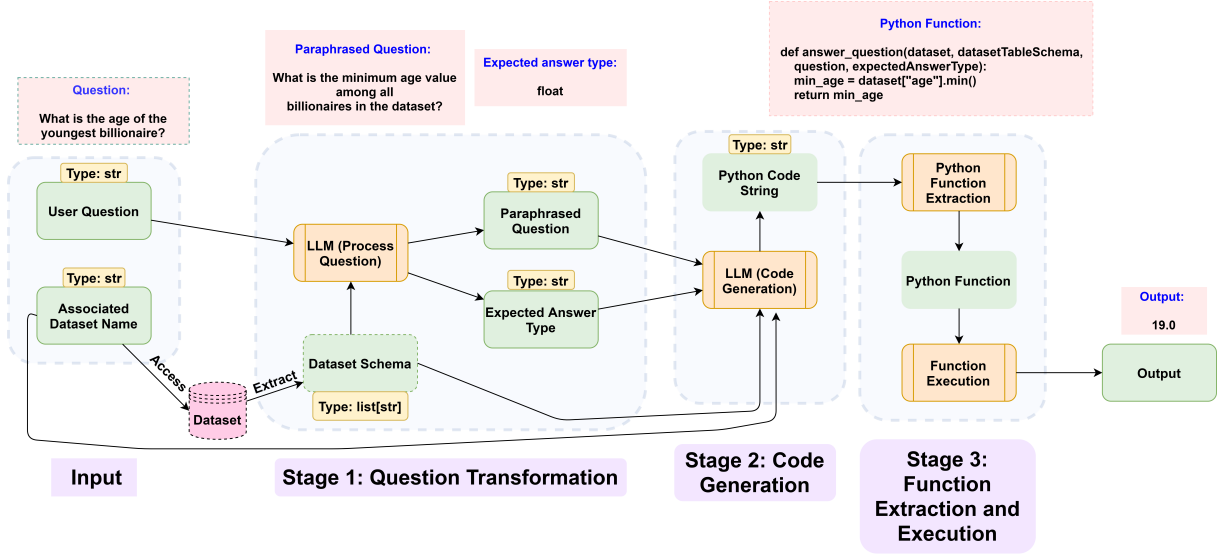 Question:
What is the age of the
youngest billionaire?
Type: str
User Question
Type: str
Associated
Dataset Name
Access
Dataset
Extract
Input
Paraphrased Question:
What is the minimum age value
among all
billionaires in the dataset?
Expected answer type:
float
LLM (Process
Question)
Dataset Schema
Type: list[str]
Type: str
Paraphrased
Question
Type: str
Expected Answer
Type
Stage 1: Question Transformation
Type: str
Python Code
String
LLM (Code
Generation)
Stage 2: Code
Generation
Python Function:
def answer_question(dataset, datasetTableSchema,
question, expectedAnswerType):
min_age = dataset["age"].min()
return min_age
Python
Function
Extraction
Python Function
Function
Execution
Stage 3:
Function
Extraction and
Execution
Output:
19.0
Output